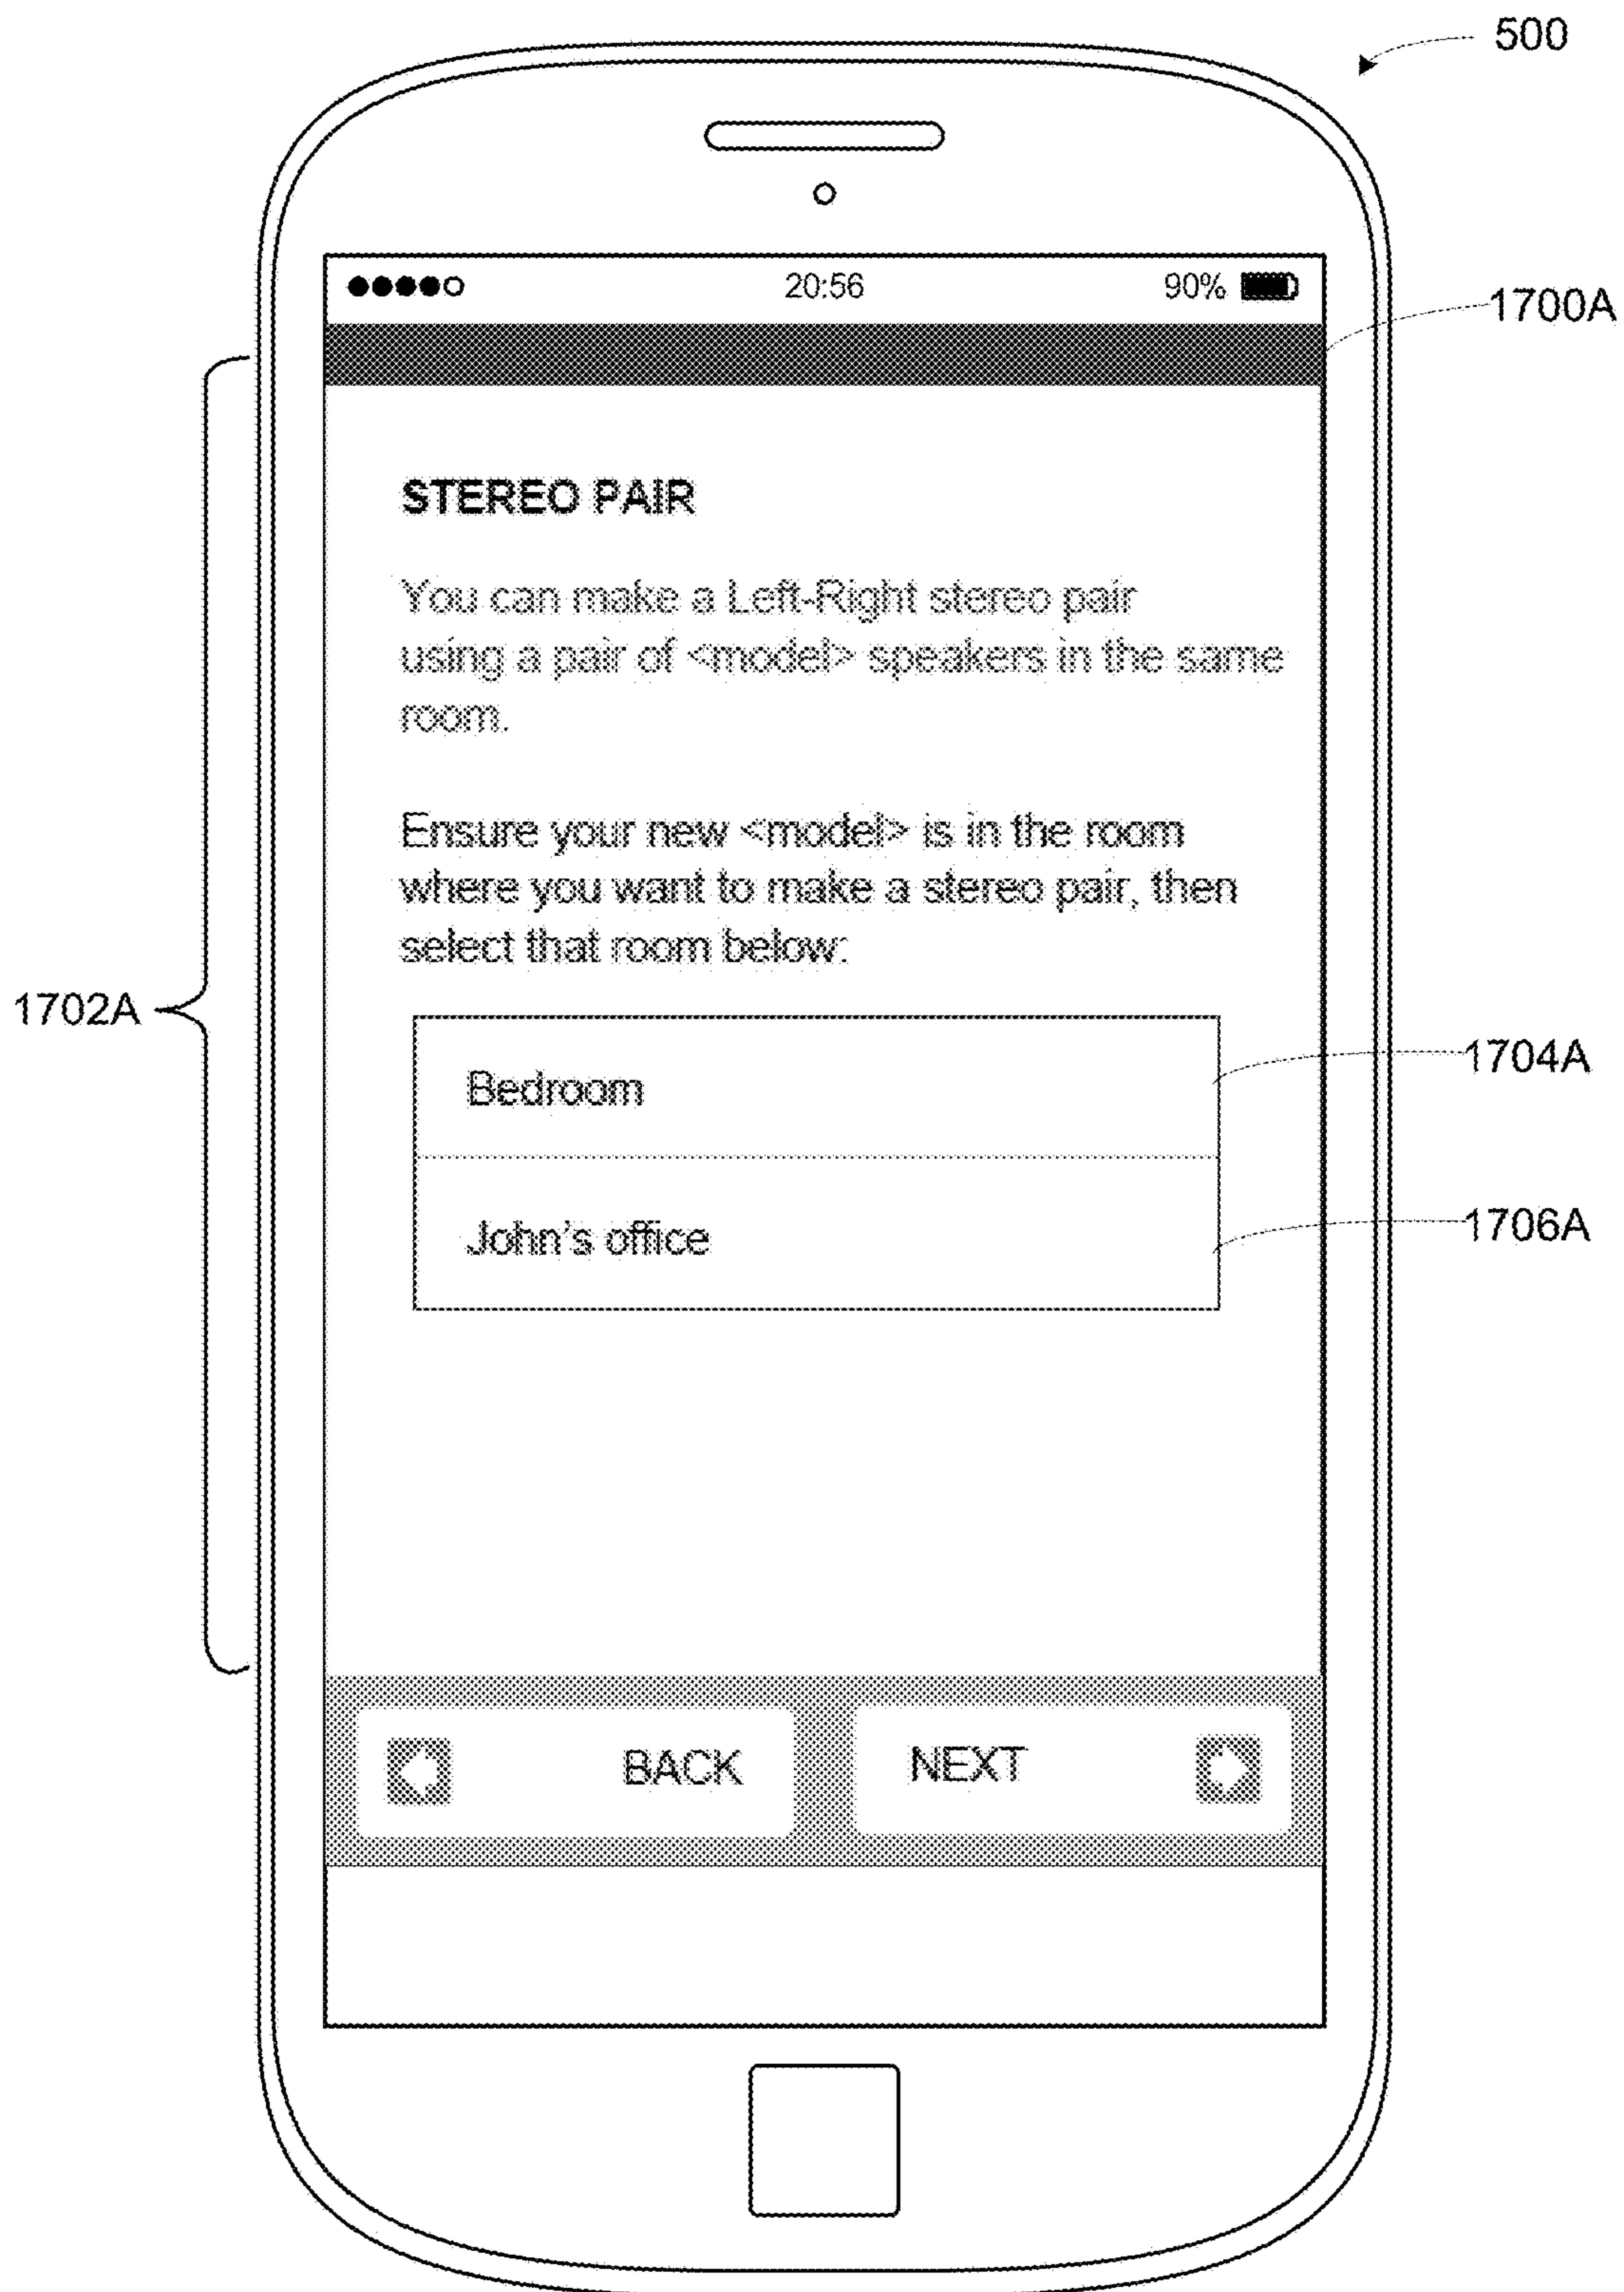 500
20:56
90%
1700A
STEREO PAIR
You can make a Left-Right stereo pair
using a pair of <model> speakers in the same
room.
Ensure your new <model> is in the room
where you want to make a stereo pair, then
select that room below:
1702A
Bedroom
1704A
John's office
1706A
BACK
NEXT